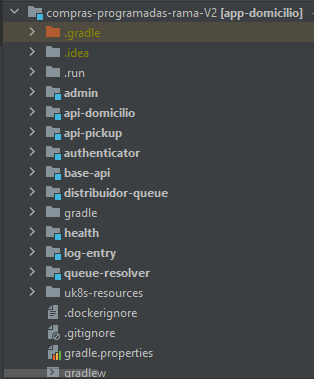 compras-programadas-rama-V2 [app-domicilio]
.gradle
.idea
.run
admin
api-domicilio
api-pickup
authenticator
base-api
distribuidor-queue
gradle
health
log-entry
queue-resolver
uk8s-resources
.dockerignore
.gitignore
gradle.properties
gradlew